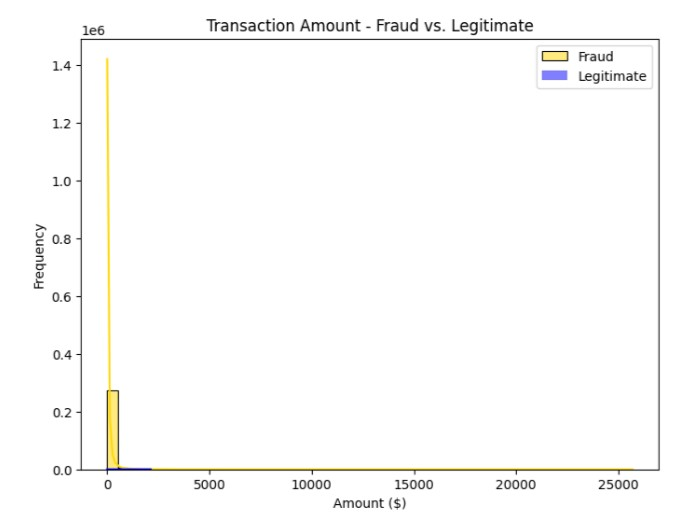 Transaction Amount - Fraud vs. Legitimate
1e6
Fraud
Legitimate
1.4
1.2
1.0
0.8
0.6
0.4
0.2
0.0
Frequency
0 5000 10000 15000 20000 25000
Amount ($)